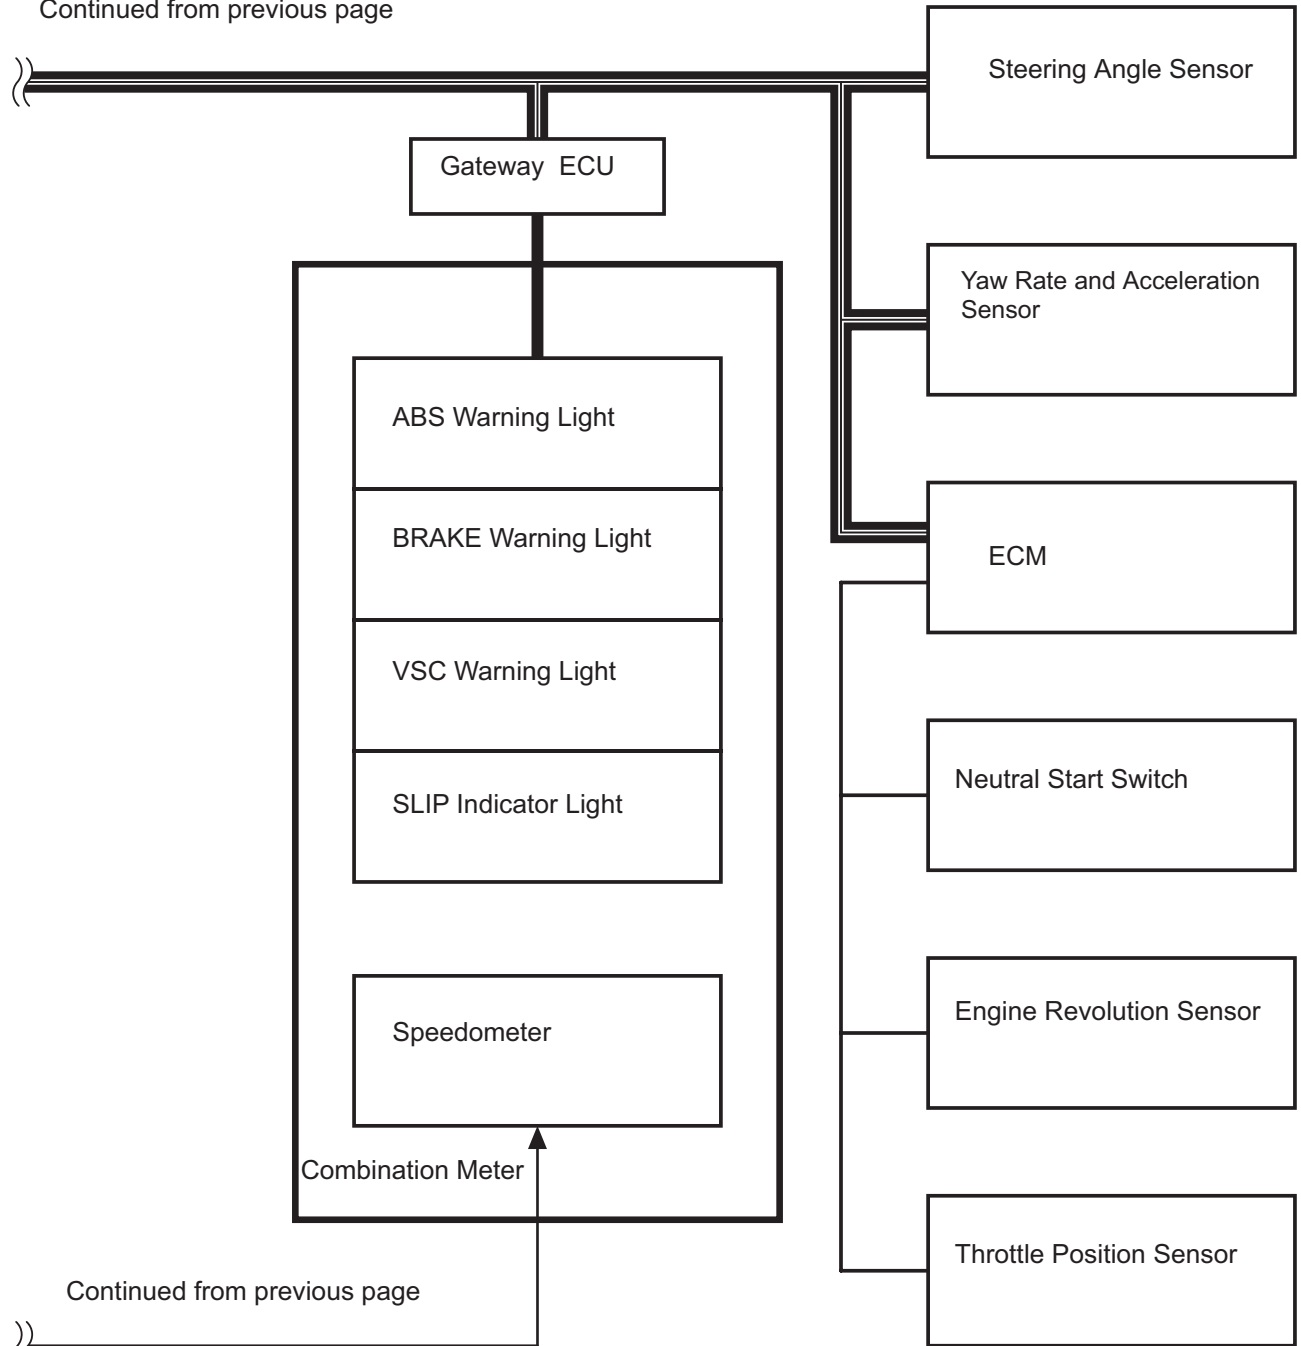 Continued from previous page
Steering Angle Sensor
Gateway ECU
Yaw Rate and Acceleration
Sensor
ABS Warning Light
BRAKE Warning Light
ECM
VSC Warning Light
Neutral Start Switch
SLIP Indicator Light
Engine Revolution Sensor
Speedometer
Combination Meter
Throttle Position Sensor
Continued from previous page